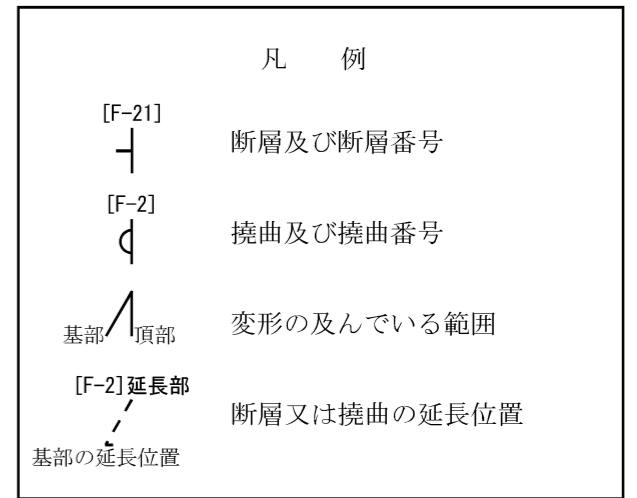 凡　例
[F-21]
断層及び断層番号
[F-2]
撓曲及び撓曲番号
基部 頂部
変形の及んでいる範囲
[F-2]延長部
断層又は撓曲の延長位置
基部の延長位置